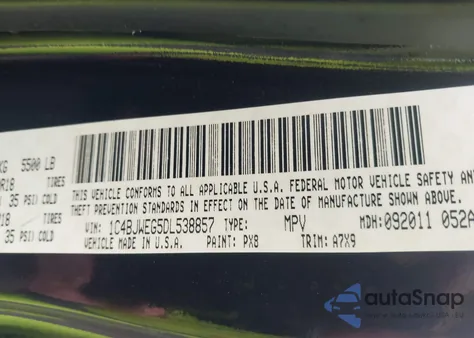 KG 5500 LB
R18 TIRES
35 PSI) COLD
THIS VEHICLE CONFORMS TO ALL APPLICABLE U.S.A. FEDERAL MOTOR VEHICLE SAFETY AN
THEFT PREVENTION STANDARDS IN EFFECT ON THE DATE OF MANUFACTURE SHOWN ABOVE.
18 TIRES
35 PSI) COLD
VIN: 1C4BJWEG5DL538857 TYPE: MPV MDH: 092011 052A
VEHICLE MADE IN U.S.A. PAINT: PX8 TRIM: A7X9
autoSnap